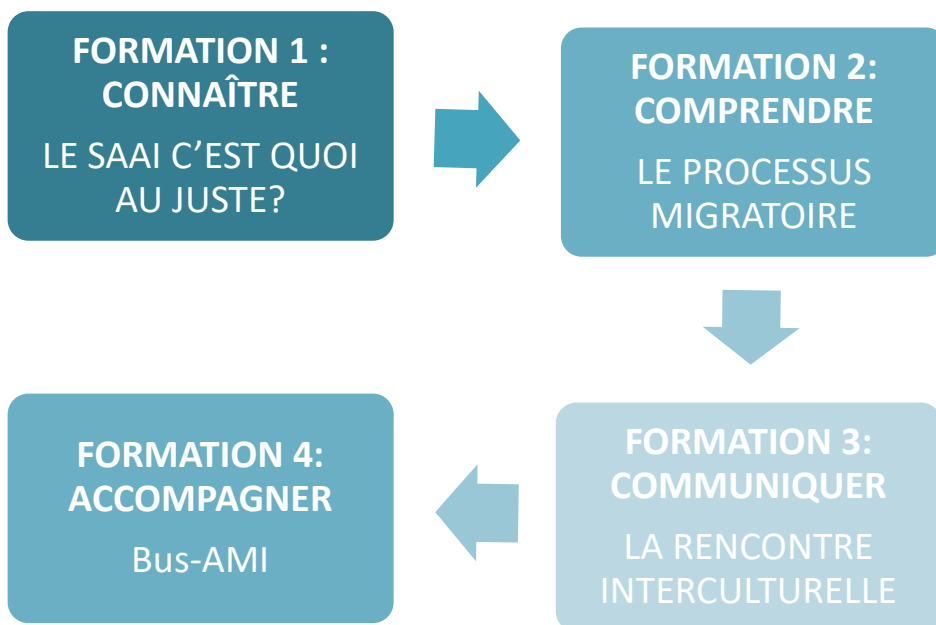 FORMATION 1 :
CONNAÎTRE
LE SAAI C’EST QUOI
AU JUSTE?
FORMATION 2:
COMPRENDRE
LE PROCESSUS
MIGRATOIRE
FORMATION 3:
COMMUNIQUER
LA RENCONTRE
INTERCULTURELLE
FORMATION 4:
ACCOMPAGNER
Bus-AMI